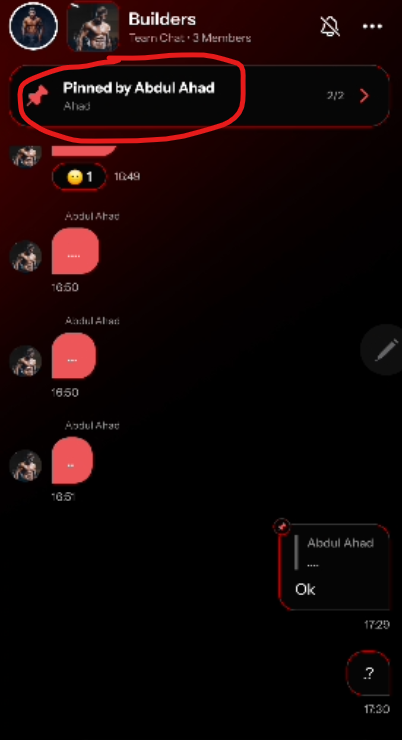 Builders
Team Chat • 3 Members
Pinned by Abdul Ahad
Ahad
2/2
1
16:49
Abdul Ahad
....
16:50
Abdul Ahad
...
16:50
Abdul Ahad
..
16:51
Abdul Ahad
....
Ok
17:29
.?
17:30